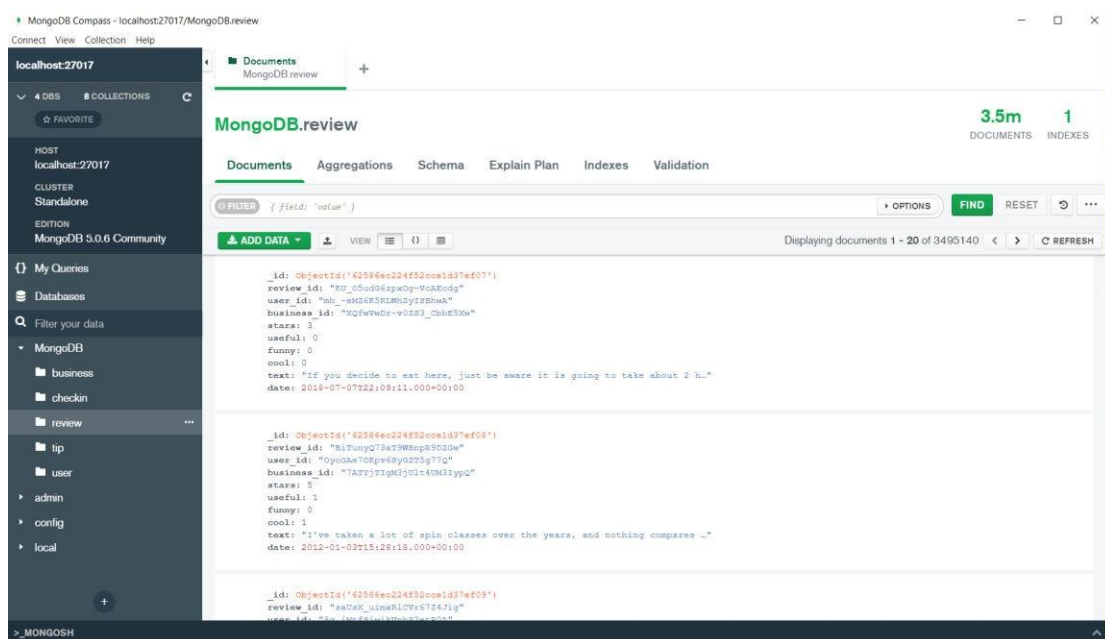 MongoDB Compass - localhost:27017/MongoDB.review
Connect View Collection Help
localhost:27017
4 DBS 8 COLLECTIONS
FAVORITE
HOST
localhost:27017
CLUSTER
Standalone
EDITION
MongoDB 5.0.6 Community
{} My Queries
Databases
Filter your data
MongoDB
business
checkin
review
tip
user
admin
config
local
+
>_MONGOSH
Documents
MongoDB.review
+
MongoDB.review
3.5m
DOCUMENTS
1
INDEXES
Documents Aggregations Schema Explain Plan Indexes Validation
FILTER { field: 'value' } OPTIONS FIND RESET ...
ADD DATA VIEW {} Displaying documents 1 - 20 of 3495140 < > REFRESH
_id: ObjectId('62586ec224f52cce1d37ef07')
review_id: "KU_O5udG6zpxOg-VcAEodg"
user_id: "mh_-eMZ6K5RLWhZyISBhwA"
business_id: "XQfwVwDr-v0ZS3_CbbE5Xw"
stars: 3
useful: 0
funny: 0
cool: 0
text: "If you decide to eat here, just be aware it is going to take about 2 h…"
date: 2018-07-07T22:09:11.000+00:00
_id: ObjectId('62586ec224f52cce1d37ef08')
review_id: "BiTunyQ73aT9WBnpR9DZGw"
user_id: "OyoGAe7OKpv6SyGZT5g77Q"
business_id: "7ATYjTIgM3jUlt4UM3IypQ"
stars: 5
useful: 1
funny: 0
cool: 1
text: "I've taken a lot of spin classes over the years, and nothing compares …"
date: 2012-01-03T15:28:18.000+00:00
_id: ObjectId('62586ec224f52cce1d37ef09')
review_id: "saUsX_uimxRlCVr67Z4Jig"
user_id: